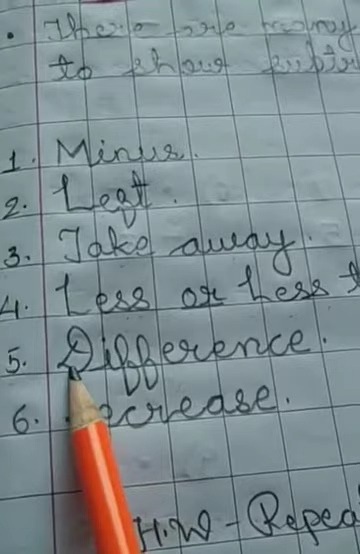 . There are many
to show
1. Minus.
2. Left.
3. Take away.
4. Less or Less
5. Difference.
6. ecrease.
H.W - Repea